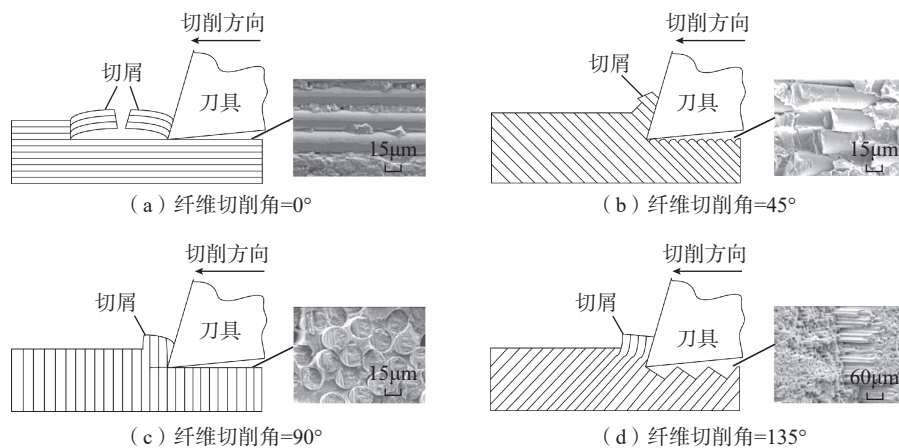 切削方向
切屑
刀具
15μm
（a）纤维切削角=0°
切削方向
切屑
刀具
15μm
（b）纤维切削角=45°
切削方向
切屑
刀具
15μm
（c）纤维切削角=90°
切削方向
切屑
刀具
60μm
（d）纤维切削角=135°